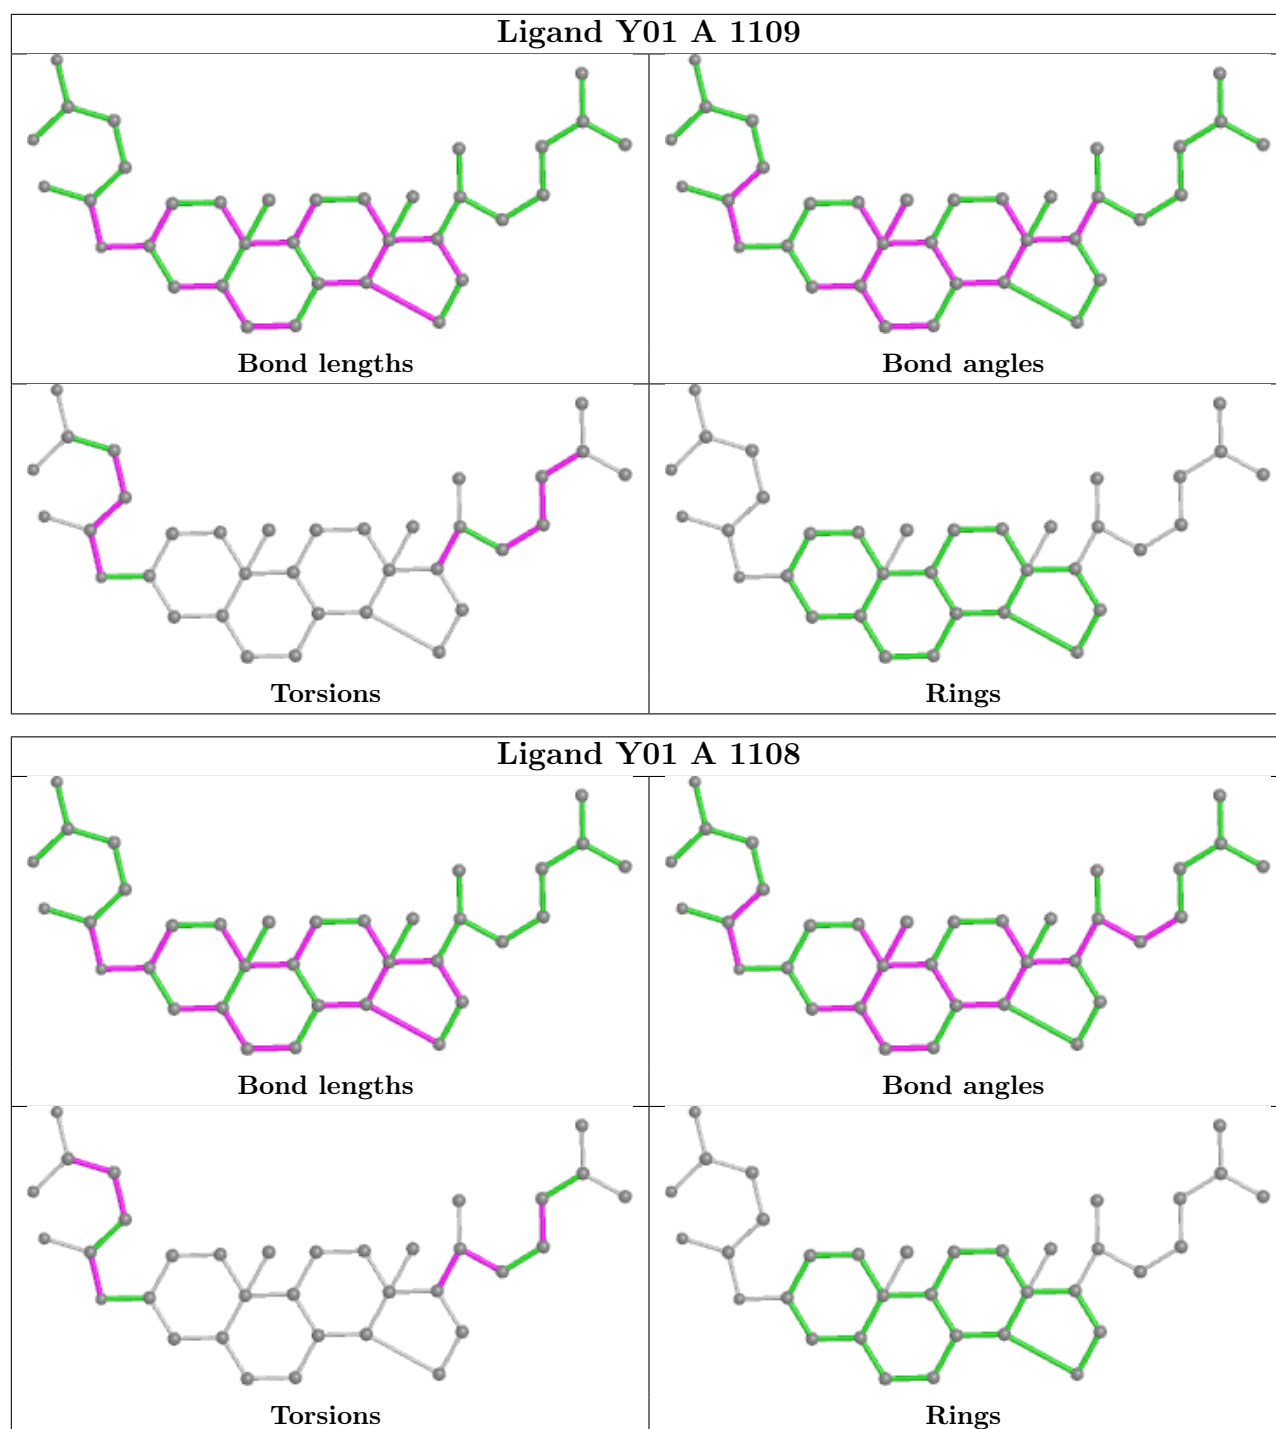 Ligand Y01 A 1109
Bond lengths
Bond angles
Torsions
Rings
Ligand Y01 A 1108
Bond lengths
Bond angles
Torsions
Rings